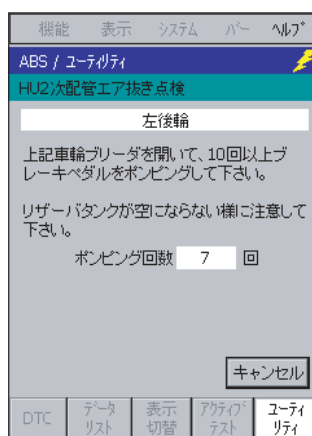 機能 表示 システム バー ヘルプ
ABS / ユーティリティ
HU2次配管エア抜き点検
左後輪
上記車輪ブリーダを開いて、10回以上ブ
レーキペダルをポンピングして下さい。
リザーバタンクが空にならない様に注意して
下さい。
ポンピング回数 7 回
キャンセル
DTC データ 表示 アクティブ ユーティ
リスト 切替 テスト リティ